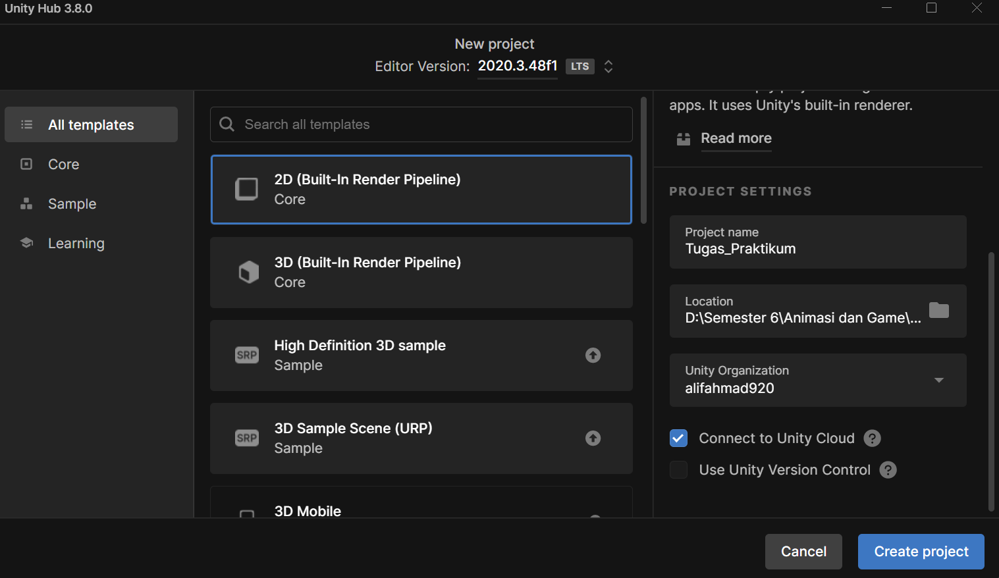 Unity Hub 3.8.0
New project
Editor Version: 2020.3.48f1 LTS
All templates
Core
Sample
Learning
Search all templates
2D (Built-In Render Pipeline)
Core
3D (Built-In Render Pipeline)
Core
SRP
High Definition 3D sample
Sample
SRP
3D Sample Scene (URP)
Sample
3D Mobile
apps. It uses Unity's built-in renderer.
Read more
PROJECT SETTINGS
Project name
Tugas_Praktikum
Location
D:\Semester 6\Animasi dan Game\...
Unity Organization
alifahmad920
Connect to Unity Cloud ?
Use Unity Version Control ?
Cancel
Create project